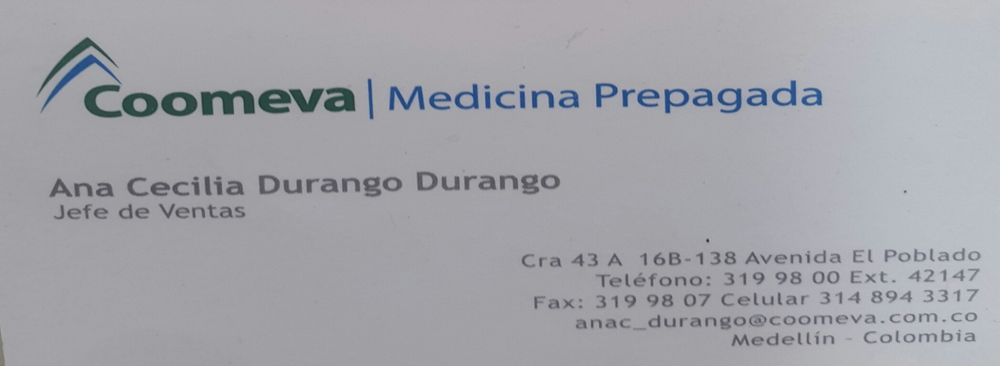 Coomeva | Medicina Prepagada
Ana Cecilia Durango Durango
Jefe de Ventas
Cra 43 A 16B-138 Avenida El Poblado
Teléfono: 319 98 00 Ext. 42147
Fax: 319 98 07 Celular 314 894 3317
anac_durango@coomeva.com.co
Medellín - Colombia